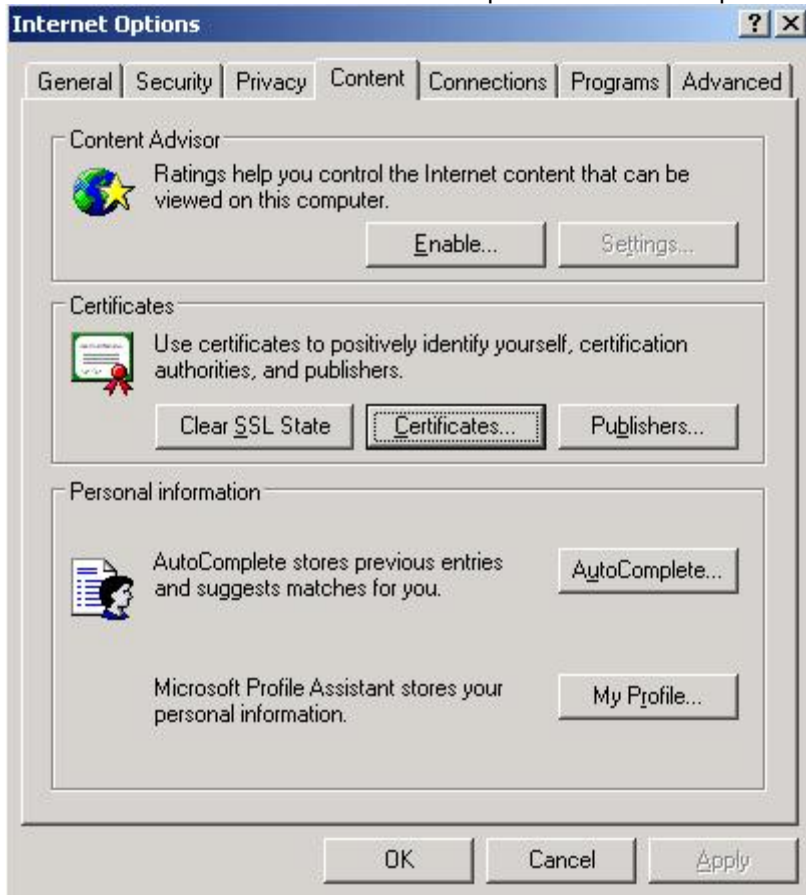 Internet Options
General Security Privacy Content Connections Programs Advanced
Content Advisor
Ratings help you control the Internet content that can be
viewed on this computer.
Enable... Settings...
Certificates
Use certificates to positively identify yourself, certification
authorities, and publishers.
Clear SSL State Certificates... Publishers...
Personal information
AutoComplete stores previous entries
and suggests matches for you.
AutoComplete...
Microsoft Profile Assistant stores your
personal information.
My Profile...
OK Cancel Apply